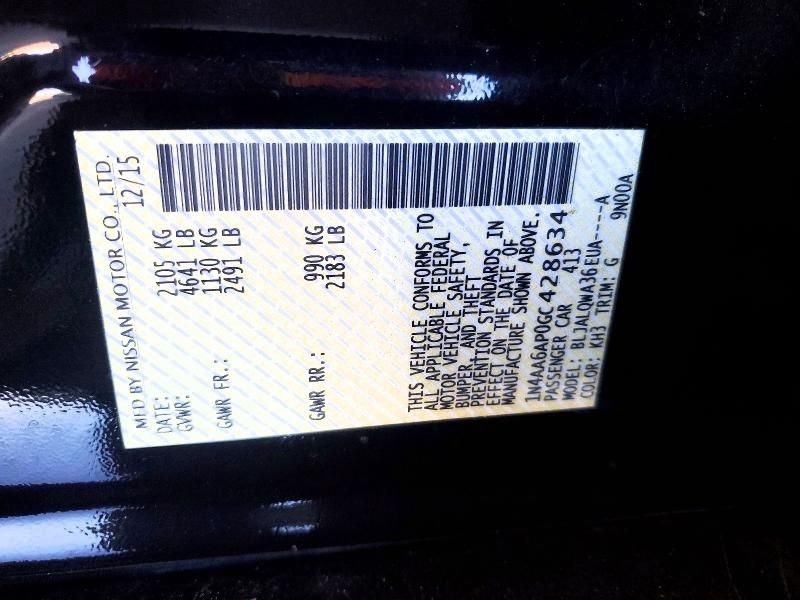 MFD BY NISSAN MOTOR CO., LTD.
DATE: 12/15
GVWR: 2105 KG
4641 LB
GAWR FR.: 1130 KG
2491 LB
GAWR RR.: 990 KG
2183 LB
THIS VEHICLE CONFORMS TO
ALL APPLICABLE FEDERAL
MOTOR VEHICLE SAFETY,
BUMPER, AND THEFT
PREVENTION STANDARDS IN
EFFECT ON THE DATE OF
MANUFACTURE SHOWN ABOVE.
1N4AA6AP0GC428634
PASSENGER CAR 413
MODEL: BLJALQWA36EUA-----A
COLOR: KH3 TRIM: G 9N00A